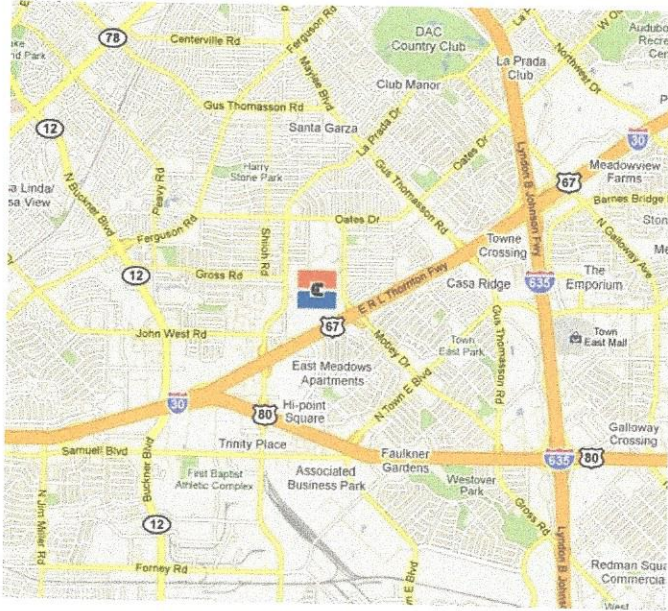 78
Centerville Rd
Ferguson Rd
DAC
Country Club
La Prada
Club
Northwest Dr
Club Manor
Maylee Blvd
Gus Thomasson Rd
Santa Garza
La Prada Dr
12
30
Harry
Stone Park
Peavy Rd
N Buckner Blvd
Oates Dr
Gus Thomasson Rd
Lyndon B Johnson Fwy
67
Meadowview
Farms
Barnes Bridge
Ferguson Rd
Oates Dr
Shiloh Rd
N Galloway Ave
Towne
Crossing
12
Gross Rd
C
E R L Thornton Fwy
Casa Ridge
635
The
Emporium
67
John West Rd
Gus Thomasson Rd
Town
East Mall
Town
East Park
Moncy Dr
East Meadows
Apartments
N Town E Blvd
30
80
Hi-point
Square
Galloway
Crossing
Samuell Blvd
Buckner Blvd
Trinity Place
Faulkner
Gardens
635
80
First Baptist
Athletic Complex
Associated
Business Park
Westover
Park
N Jim Miller Rd
12
Gross Rd
Forney Rd
n E Blvd
Lyndon B Johns
Redman Squa
Commercia
West